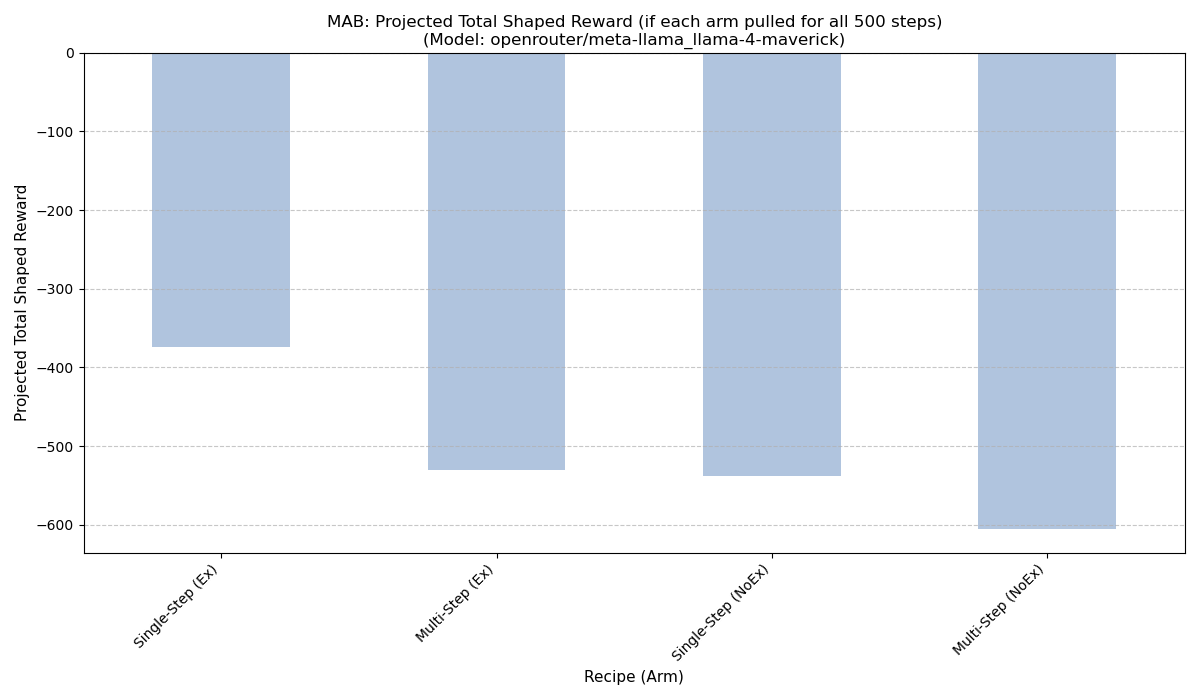 MAB: Projected Total Shaped Reward (if each arm pulled for all 500 steps)
(Model: openrouter/meta-llama_llama-4-maverick)
Projected Total Shaped Reward
0
−100
−200
−300
−400
−500
−600
Single-Step (Ex)
Multi-Step (Ex)
Single-Step (NoEx)
Multi-Step (NoEx)
Recipe (Arm)